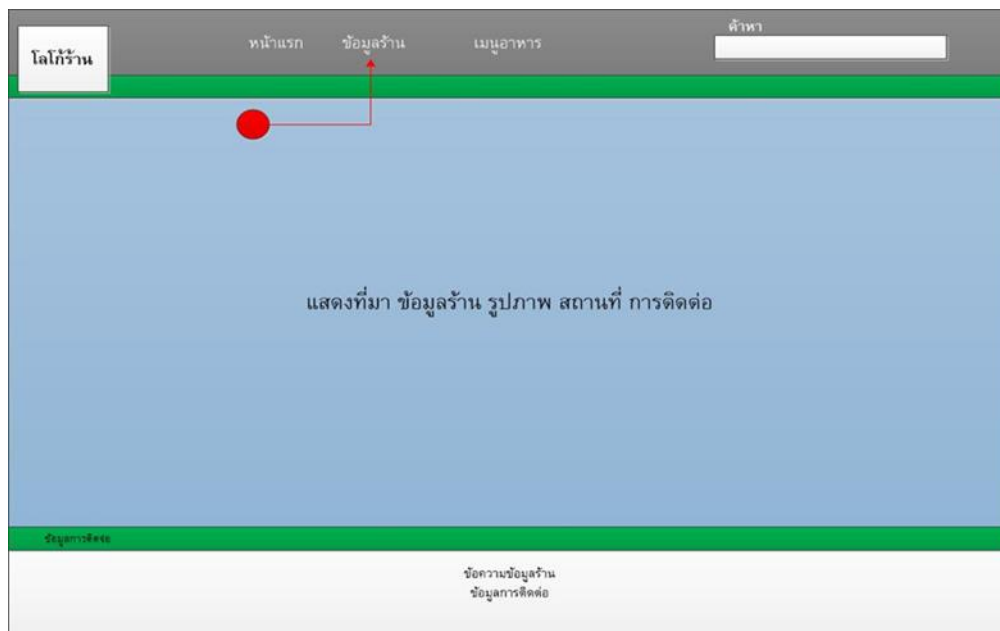 โลโก้ร้าน
หน้าแรก ข้อมูลร้าน เมนูอาหาร
ค้าหา
แสดงที่มา ข้อมูลร้าน รูปภาพ สถานที่ การติดต่อ
ข้อมูลการติดต่อ
ข้อความข้อมูลร้าน
ข้อมูลการติดต่อ